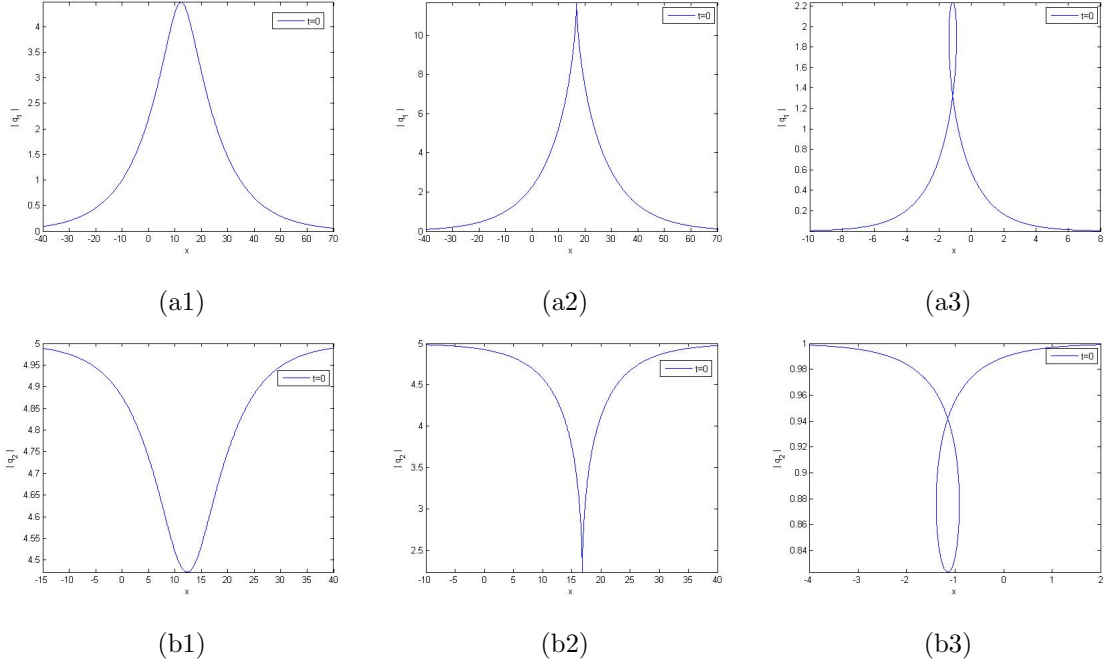 t=0
4.5
4
3.5
3
2.5
2
1.5
1
0.5
0
| q1 |
-40 -30 -20 -10 0 10 20 30 40 50 60 70
x
(a1)
t=0
10
8
6
4
2
0
| q1 |
-40 -30 -20 -10 0 10 20 30 40 50 60 70
x
(a2)
t=0
2.2
2
1.8
1.6
1.4
1.2
1
0.8
0.6
0.4
0.2
| q1 |
-10 -8 -6 -4 -2 0 2 4 6 8
x
(a3)
t=0
5
4.95
4.9
4.85
4.8
4.75
4.7
4.65
4.6
4.55
4.5
| q2 |
-15 -10 -5 0 5 10 15 20 25 30 35 40
x
(b1)
t=0
5
4.5
4
3.5
3
2.5
| q2 |
-10 -5 0 5 10 15 20 25 30 35 40
x
(b2)
t=0
1
0.98
0.96
0.94
0.92
0.9
0.88
0.86
0.84
| q2 |
-4 -3 -2 -1 0 1 2
x
(b3)